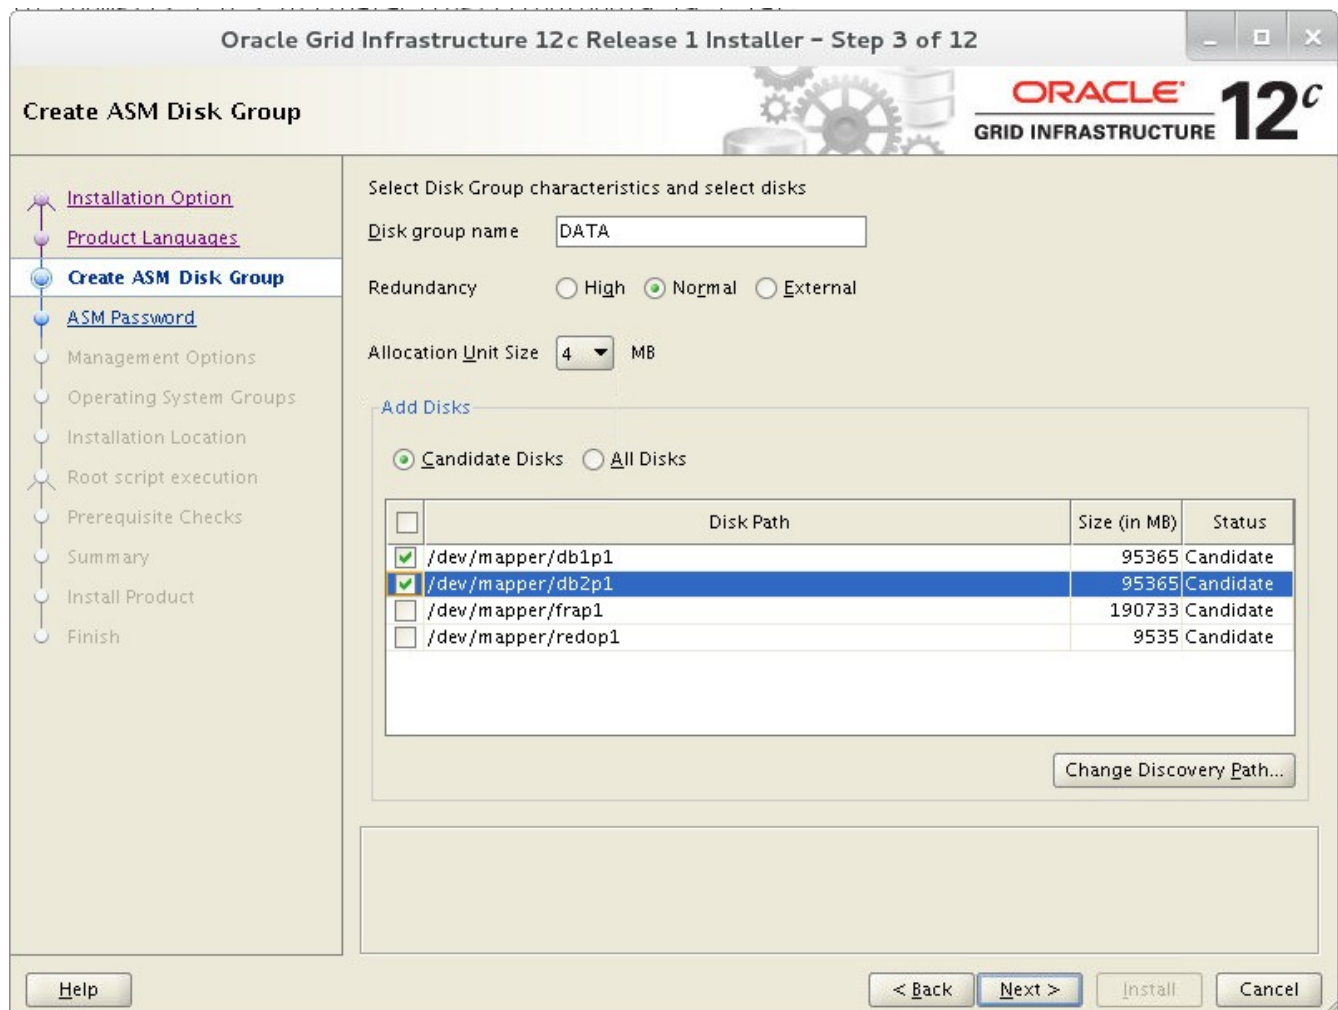 Oracle Grid Infrastructure 12c Release 1 Installer – Step 3 of 12
Create ASM Disk Group
ORACLE
GRID INFRASTRUCTURE
12c
Installation Option
Product Languages
Create ASM Disk Group
ASM Password
Management Options
Operating System Groups
Installation Location
Root script execution
Prerequisite Checks
Summary
Install Product
Finish
Select Disk Group characteristics and select disks
Disk group name DATA
Redundancy High Normal External
Allocation Unit Size 4 MB
Add Disks
Candidate Disks All Disks
Disk Path Size (in MB) Status
/dev/mapper/db1p1 95365 Candidate
/dev/mapper/db2p1 95365 Candidate
/dev/mapper/frap1 190733 Candidate
/dev/mapper/redop1 9535 Candidate
Change Discovery Path...
Help < Back Next > Install Cancel